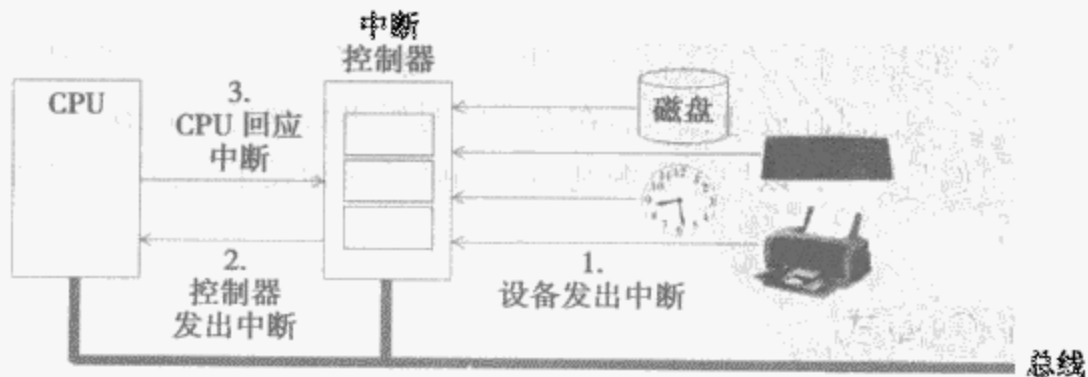 中断
控制器
CPU
3.
CPU 回应
中断
磁盘
2.
控制器
发出中断
1.
设备发出中断
总线